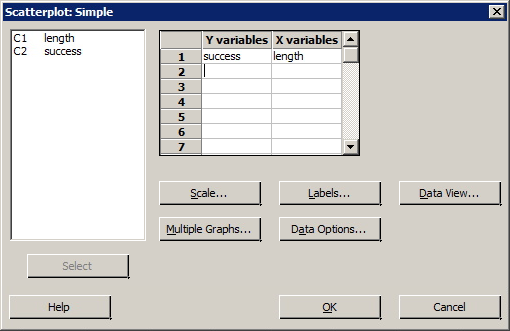 Scatterplot: Simple
C1 length
C2 success
Y variables X variables
1 success length
2
3
4
5
6
7
Scale... Labels... Data View...
Multiple Graphs... Data Options...
Select
Help OK Cancel